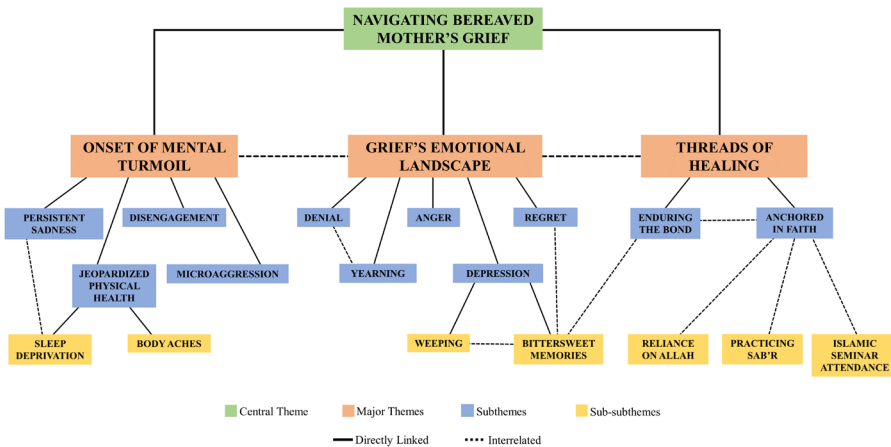 NAVIGATING BEREAVED
MOTHER'S GRIEF
ONSET OF MENTAL
TURMOIL
GRIEF'S EMOTIONAL
LANDSCAPE
THREADS OF
HEALING
PERSISTENT
SADNESS
DISENGAGEMENT
DENIAL
ANGER
REGRET
ENDURING
THE BOND
ANCHORED
IN FAITH
JEOPARDIZED
PHYSICAL
HEALTH
MICROAGGRESSION
YEARNING
DEPRESSION
SLEEP
DEPRIVATION
BODY ACHES
WEEPING
BITTERSWEET
MEMORIES
RELIANCE
ON ALLAH
PRACTICING
SAB'R
ISLAMIC
SEMINAR
ATTENDANCE
Central Theme
Major Themes
Subthemes
Sub-subthemes
Directly Linked
Interrelated